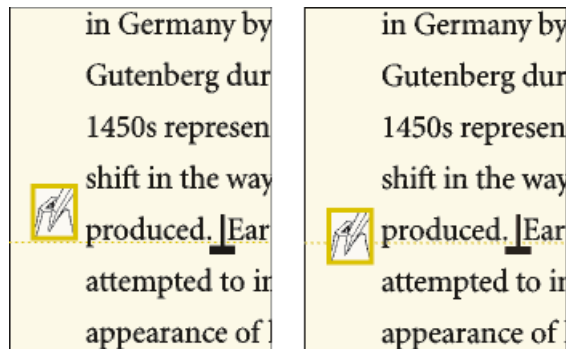 in Germany by
Gutenberg dur
1450s represen
shift in the way
produced. Ear
attempted to in
appearance of
in Germany by
Gutenberg dur
1450s represen
shift in the way
produced. Ear
attempted to in
appearance of